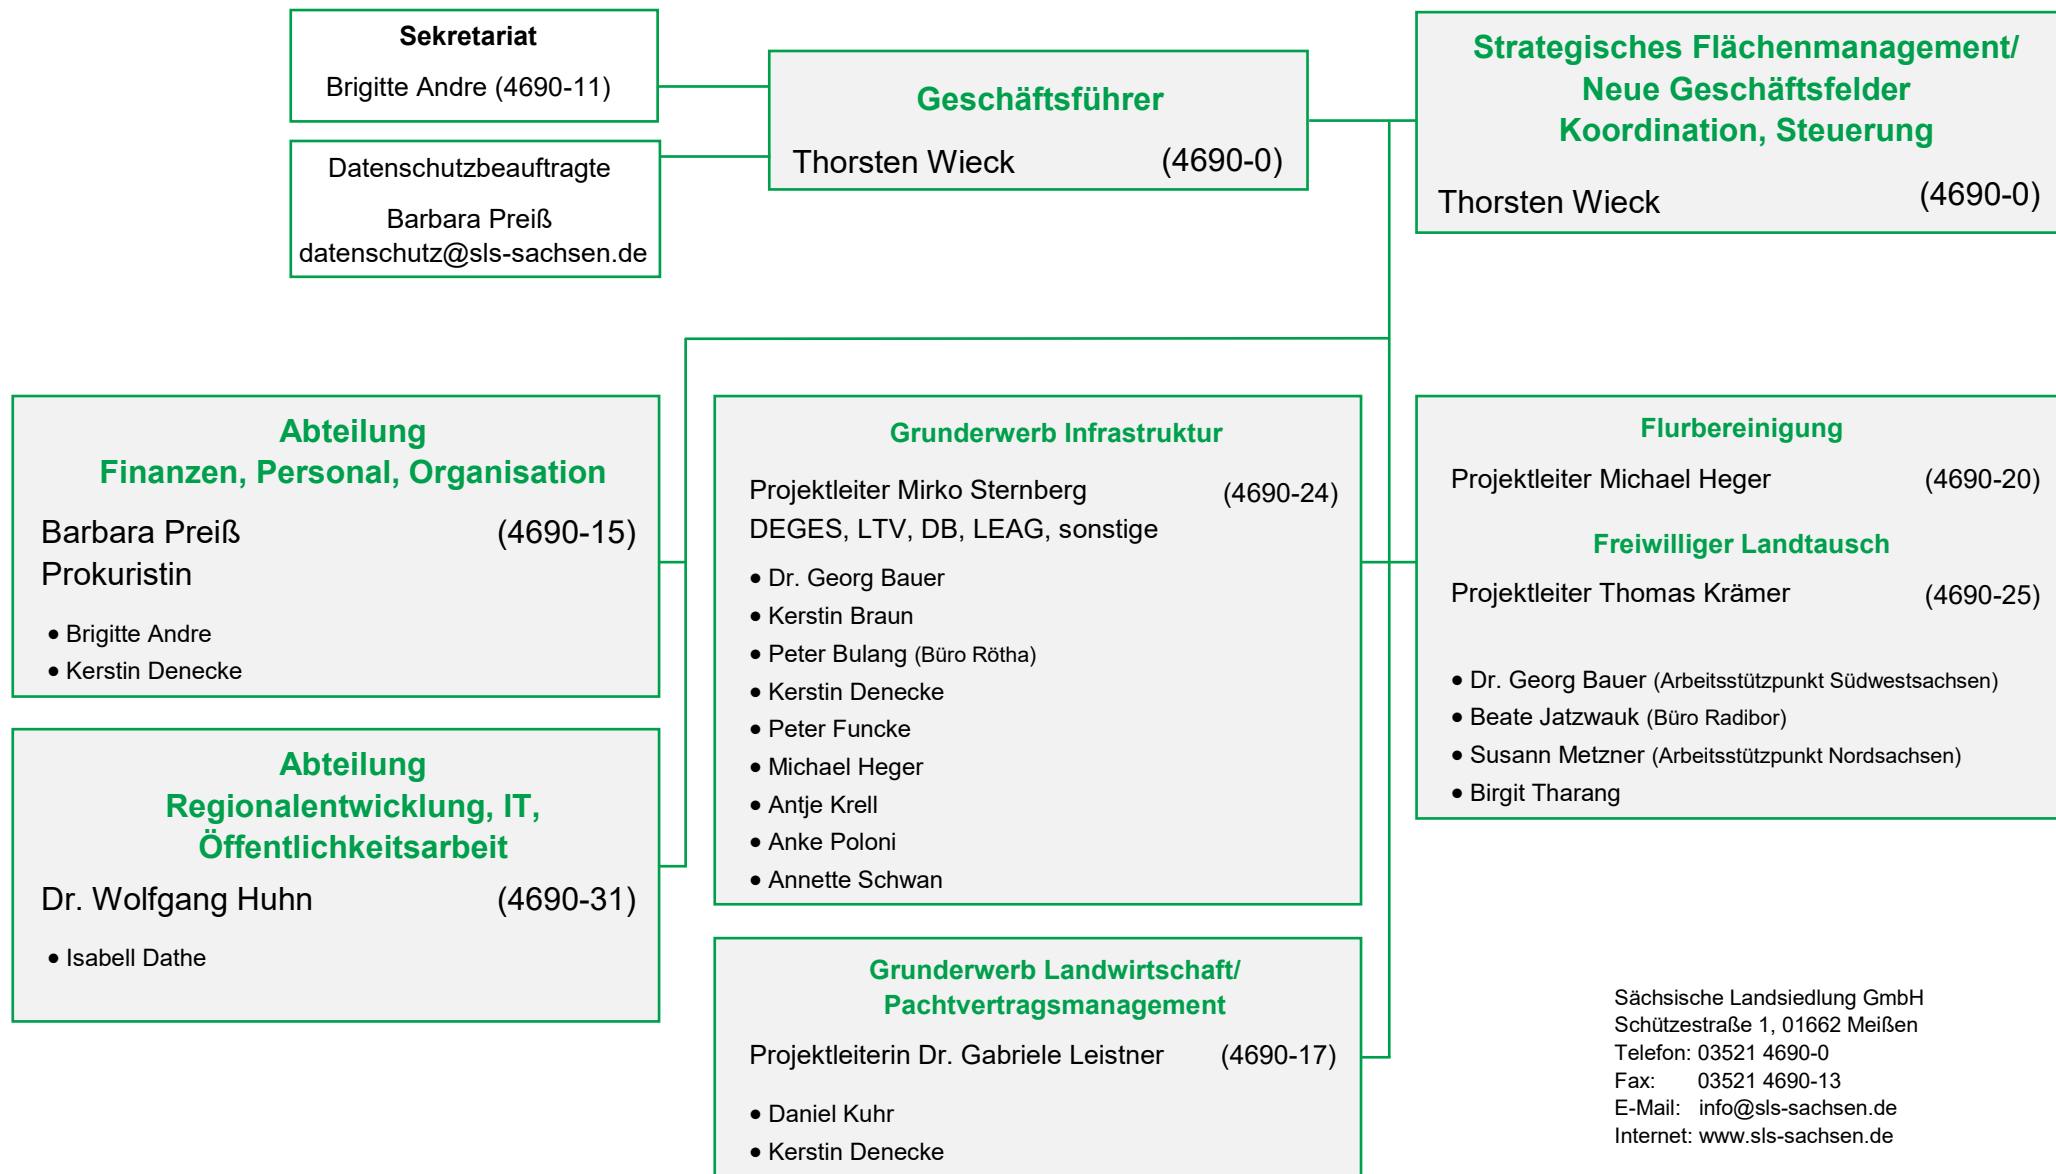 Sekretariat
Brigitte Andre (4690-11)
Datenschutzbeauftragte
Barbara Preiß
datenschutz@sls-sachsen.de
Geschäftsführer
Thorsten Wieck (4690-0)
Strategisches Flächenmanagement/
Neue Geschäftsfelder
Koordination, Steuerung
Thorsten Wieck (4690-0)
Abteilung
Finanzen, Personal, Organisation
Barbara Preiß (4690-15)
Prokuristin
• Brigitte Andre
• Kerstin Denecke
Abteilung
Regionalentwicklung, IT,
Öffentlichkeitsarbeit
Dr. Wolfgang Huhn (4690-31)
• Isabell Dathe
Grunderwerb Infrastruktur
Projektleiter Mirko Sternberg (4690-24)
DEGES, LTV, DB, LEAG, sonstige
• Dr. Georg Bauer
• Kerstin Braun
• Peter Bulang (Büro Rötha)
• Kerstin Denecke
• Peter Funcke
• Michael Heger
• Antje Krell
• Anke Poloni
• Annette Schwan
Grunderwerb Landwirtschaft/
Pachtvertragsmanagement
Projektleiterin Dr. Gabriele Leistner (4690-17)
• Daniel Kuhr
• Kerstin Denecke
Flurbereinigung
Projektleiter Michael Heger (4690-20)
Freiwilliger Landtausch
Projektleiter Thomas Krämer (4690-25)
• Dr. Georg Bauer (Arbeitsstützpunkt Südwestsachsen)
• Beate Jatzwauk (Büro Radibor)
• Susann Metzner (Arbeitsstützpunkt Nordsachsen)
• Birgit Tharang
Sächsische Landsiedlung GmbH
Schützestraße 1, 01662 Meißen
Telefon: 03521 4690-0
Fax: 03521 4690-13
E-Mail: info@sls-sachsen.de
Internet: www.sls-sachsen.de